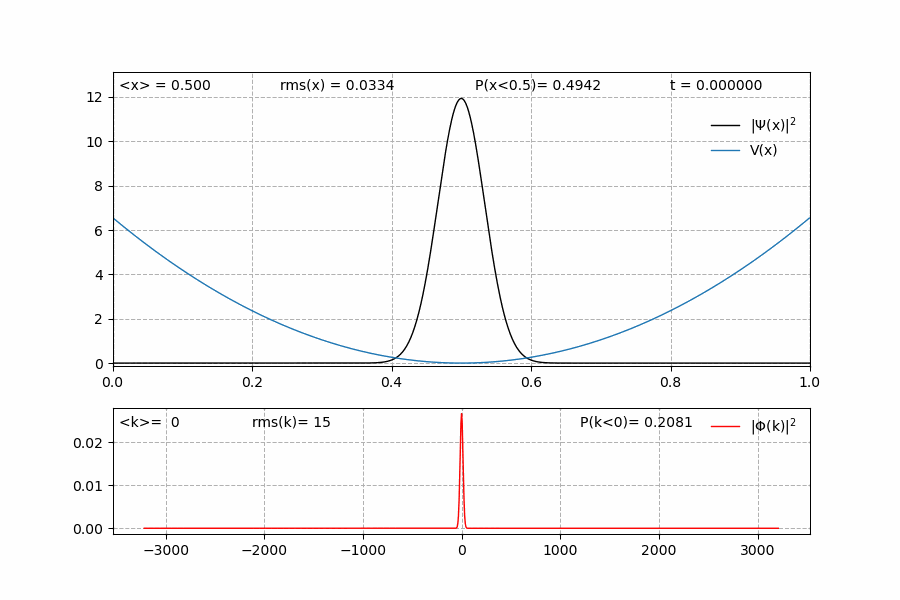 <x> = 0.500 rms(x) = 0.0334 P(x<0.5)= 0.4942 t = 0.000000
12
|Ψ(x)|²
10
V(x)
8
6
4
2
0
0.0 0.2 0.4 0.6 0.8 1.0
<k>= 0 rms(k)= 15 P(k<0)= 0.2081 |Φ(k)|²
0.02
0.01
0.00
−3000 −2000 −1000 0 1000 2000 3000